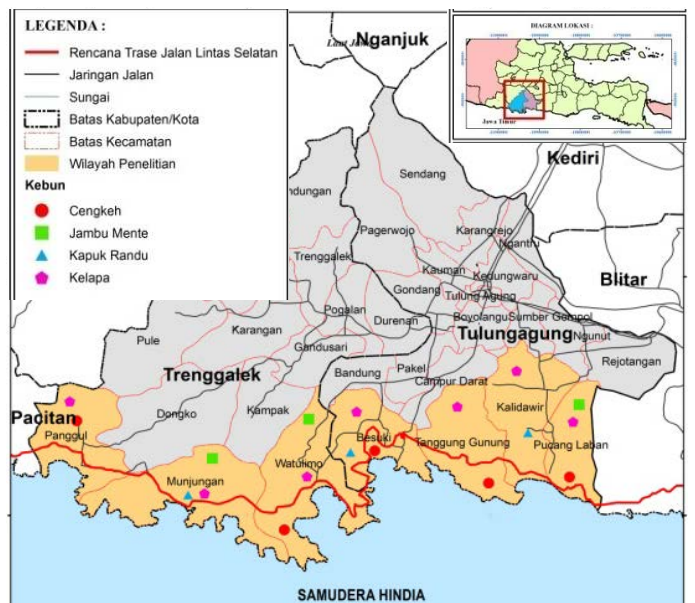 LEGENDA :
Rencana Trase Jalan Lintas Selatan
Jaringan Jalan
Sungai
Batas Kabupaten/Kota
Batas Kecamatan
Wilayah Penelitian
Kebun
Cengkeh
Jambu Mente
Kapuk Randu
Kelapa
DIAGRAM LOKASI :
Jawa Timur
Nganjuk
Kediri
Sendang
Pagerwojo
Karangrejo
Ngantru
Trenggalek
Kauman
Kedungwaru
Blitar
Gondang
Tulung Agung
Pogalan
Durenan
Boyolangu
Sumber Gempol
Karangan
Pule
Gandusari
Tulungagung
Ngunut
Rejotangan
Trenggalek
Bandung
Pakel
Campur Darat
Pacitan
Dongko
Kampak
Kalidawir
Panggul
Besuki
Tanggung Gunung
Pucang Laban
Watulimo
Munjungan
SAMUDERA HINDIA